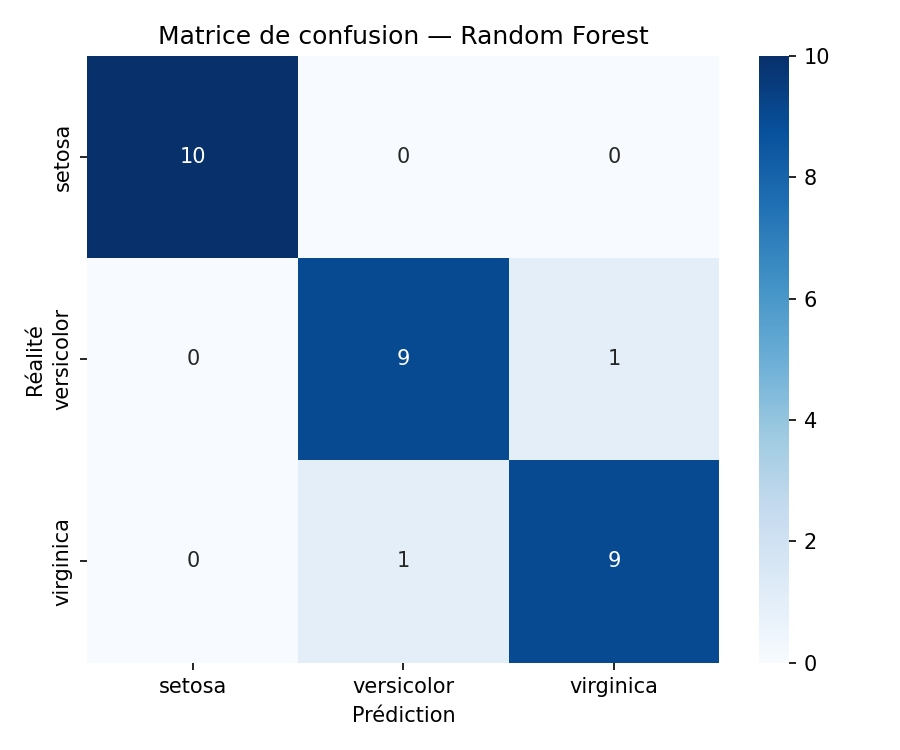 Matrice de confusion — Random Forest
setosa
10
0
0
Réalité
versicolor
0
9
1
virginica
0
1
9
setosa
versicolor
virginica
Prédiction
10
8
6
4
2
0